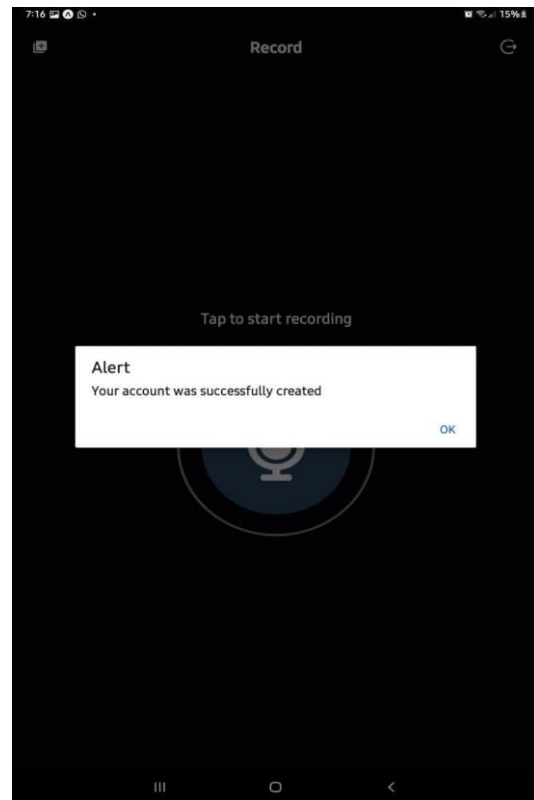 7:16
15%
Record
Tap to start recording
Alert
Your account was successfully created
OK